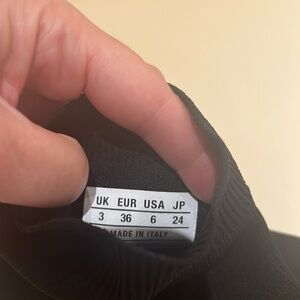 UK EUR USA JP
3 36 6 24
MADE IN ITALY